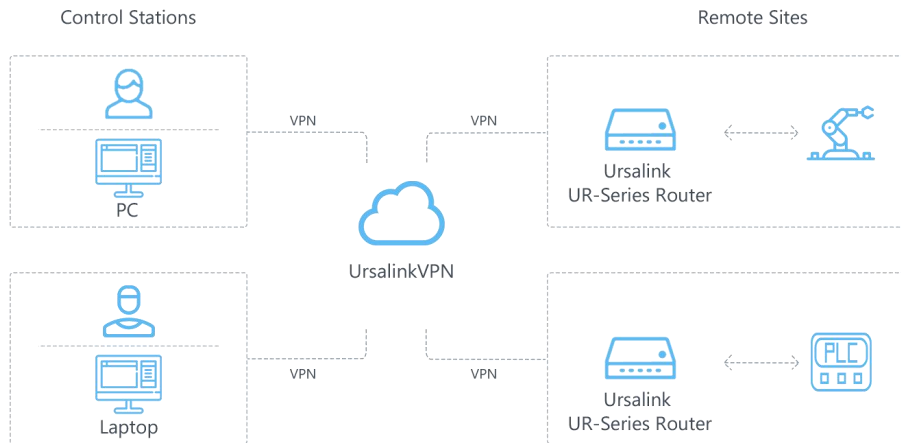 Control Stations
Remote Sites
VPN
VPN
PC
Ursalink
UR-Series Router
UrsalinkVPN
VPN
VPN
Laptop
Ursalink
UR-Series Router
PLC